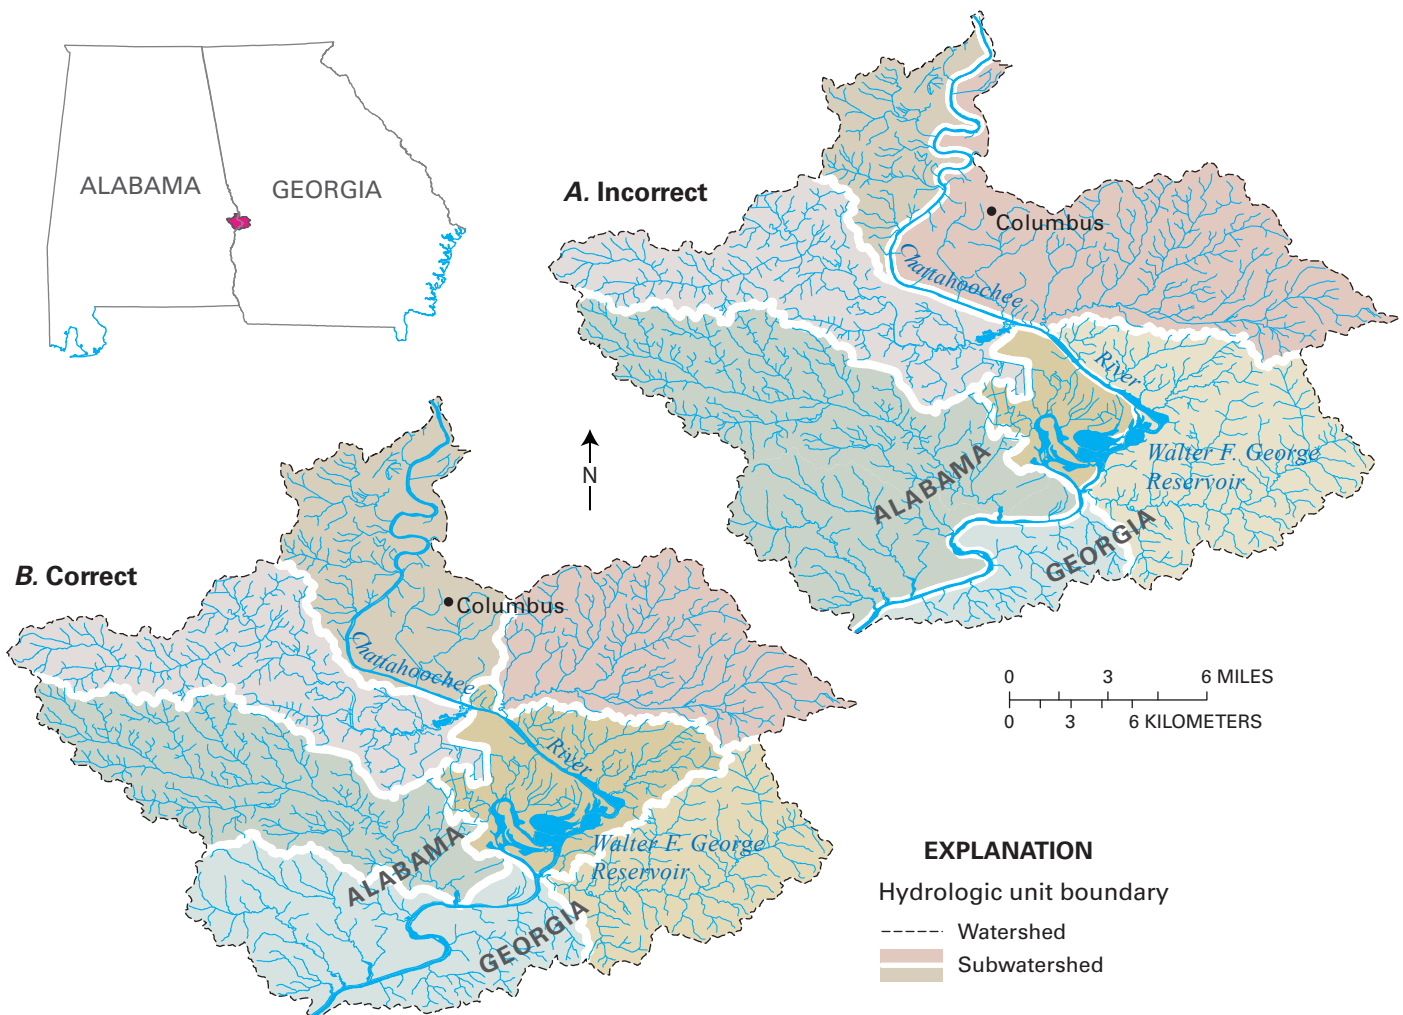 ALABAMA
GEORGIA
A. Incorrect
Columbus
Chattahoochee
River
Walter F. George
Reservoir
ALABAMA
GEORGIA
N
B. Correct
Columbus
Chattahoochee
River
Walter F. George
Reservoir
ALABAMA
GEORGIA
0 3 6 MILES
0 3 6 KILOMETERS
EXPLANATION
Hydrologic unit boundary
Watershed
Subwatershed